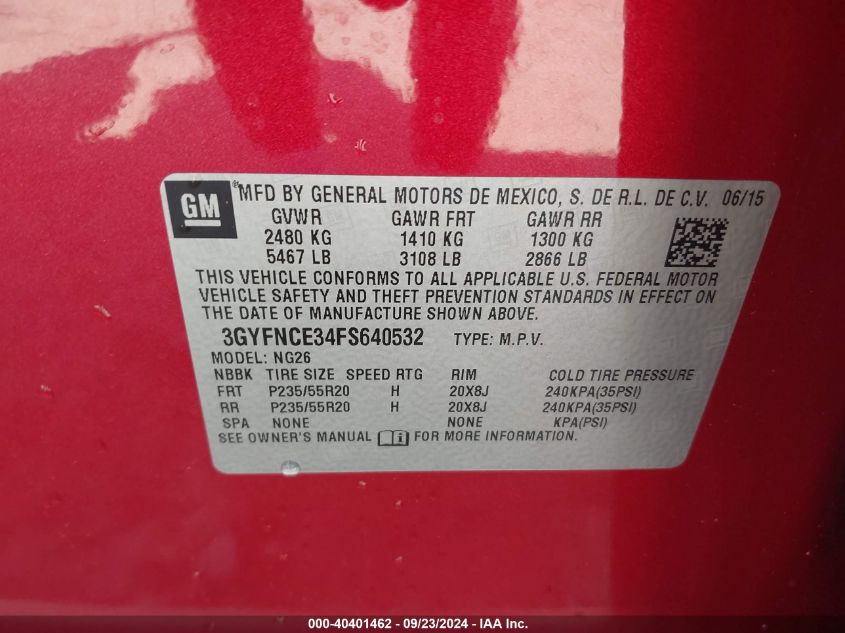 GM ® MFD BY GENERAL MOTORS DE MEXICO, S. DE R.L. DE C.V. 06/15
GVWR GAWR FRT GAWR RR
2480 KG 1410 KG 1300 KG
5467 LB 3108 LB 2866 LB
THIS VEHICLE CONFORMS TO ALL APPLICABLE U.S. FEDERAL MOTOR
VEHICLE SAFETY AND THEFT PREVENTION STANDARDS IN EFFECT ON
THE DATE OF MANUFACTURE SHOWN ABOVE.
3GYFNCE34FS640532 TYPE: M.P.V.
MODEL: NG26
NBBK TIRE SIZE SPEED RTG RIM COLD TIRE PRESSURE
FRT P235/55R20 H 20X8J 240KPA(35PSI)
RR P235/55R20 H 20X8J 240KPA(35PSI)
SPA NONE NONE KPA(PSI)
SEE OWNER'S MANUAL FOR MORE INFORMATION.
000-40401462 - 09/23/2024 - IAA Inc.